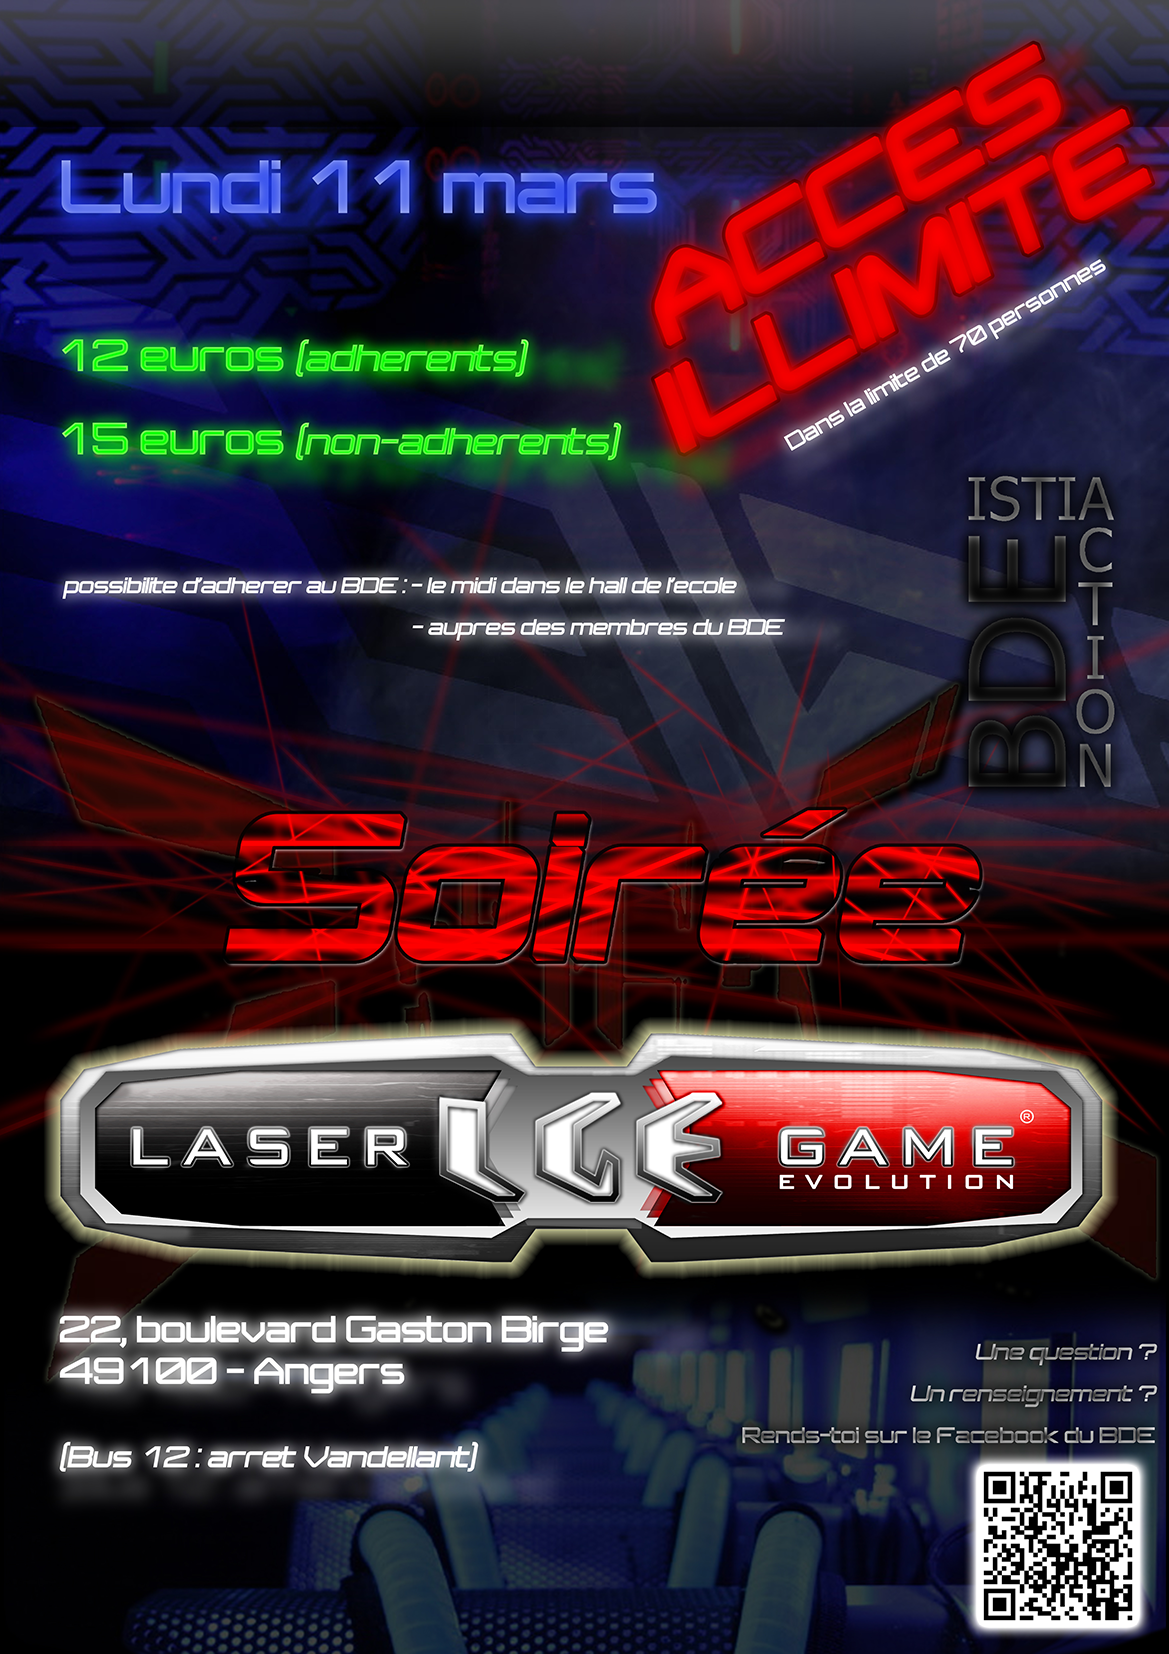 Lundi 11 mars
ACCES
ILLIMITE
Dans la limite de 70 personnes
12 euros (adherents)
15 euros (non-adherents)
ISTIA
BDE
ACTION
possibilite d'adherer au BDE : - le midi dans le hall de l'ecole
- aupres des membres du BDE
Soirée
LASER LGE GAME ®
EVOLUTION
22, boulevard Gaston Birge
49100 - Angers
(Bus 12 : arret Vandellant)
Une question ?
Un renseignement ?
Rends-toi sur le Facebook du BDE